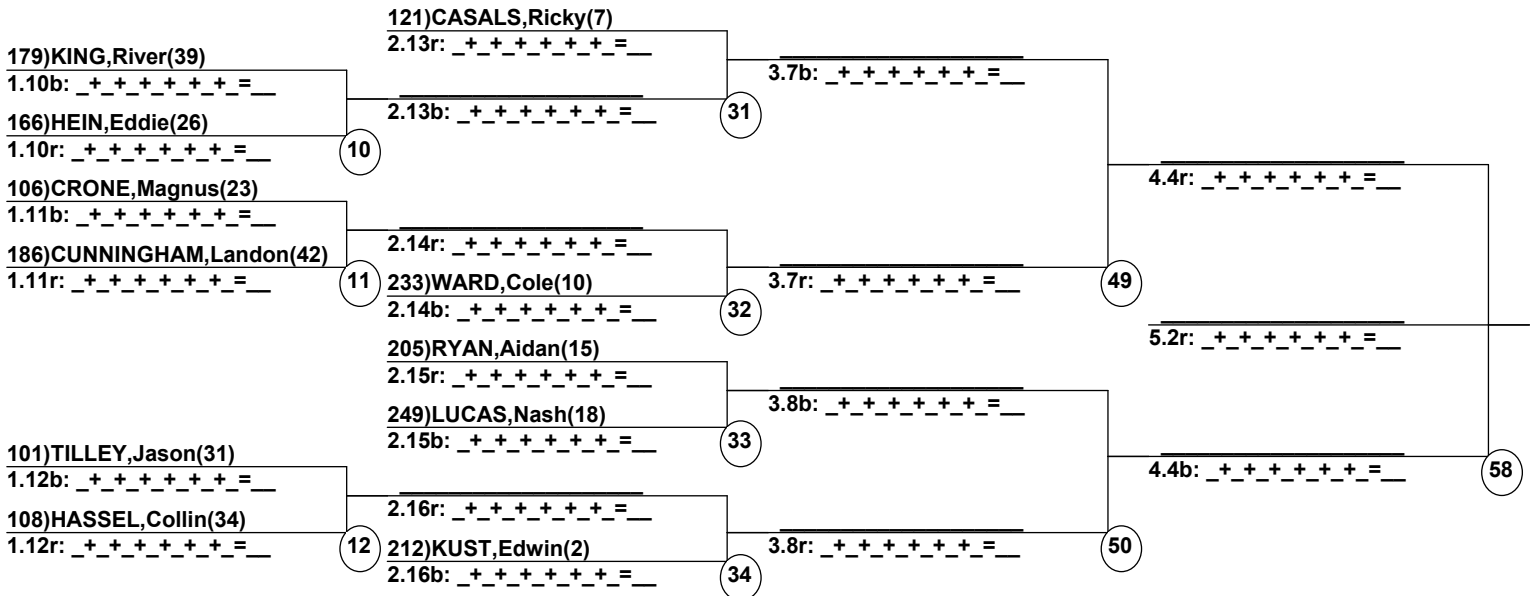 121)CASALS,Ricky(7)
2.13r: _+_+_+_+_+_=__
179)KING,River(39)
1.10b: _+_+_+_+_+_=__
3.7b: _+_+_+_+_+_=__
2.13b: _+_+_+_+_+_=__
31
166)HEIN,Eddie(26)
1.10r: _+_+_+_+_+_=__
10
4.4r: _+_+_+_+_+_=__
106)CRONE,Magnus(23)
1.11b: _+_+_+_+_+_=__
2.14r: _+_+_+_+_+_=__
186)CUNNINGHAM,Landon(42)
1.11r: _+_+_+_+_+_=__
11
233)WARD,Cole(10)
2.14b: _+_+_+_+_+_=__
32
3.7r: _+_+_+_+_+_=__
49
5.2r: _+_+_+_+_+_=__
205)RYAN,Aidan(15)
2.15r: _+_+_+_+_+_=__
3.8b: _+_+_+_+_+_=__
249)LUCAS,Nash(18)
2.15b: _+_+_+_+_+_=__
33
101)TILLEY,Jason(31)
1.12b: _+_+_+_+_+_=__
4.4b: _+_+_+_+_+_=__
58
2.16r: _+_+_+_+_+_=__
108)HASSEL,Collin(34)
1.12r: _+_+_+_+_+_=__
12
212)KUST,Edwin(2)
2.16b: _+_+_+_+_+_=__
34
3.8r: _+_+_+_+_+_=__
50